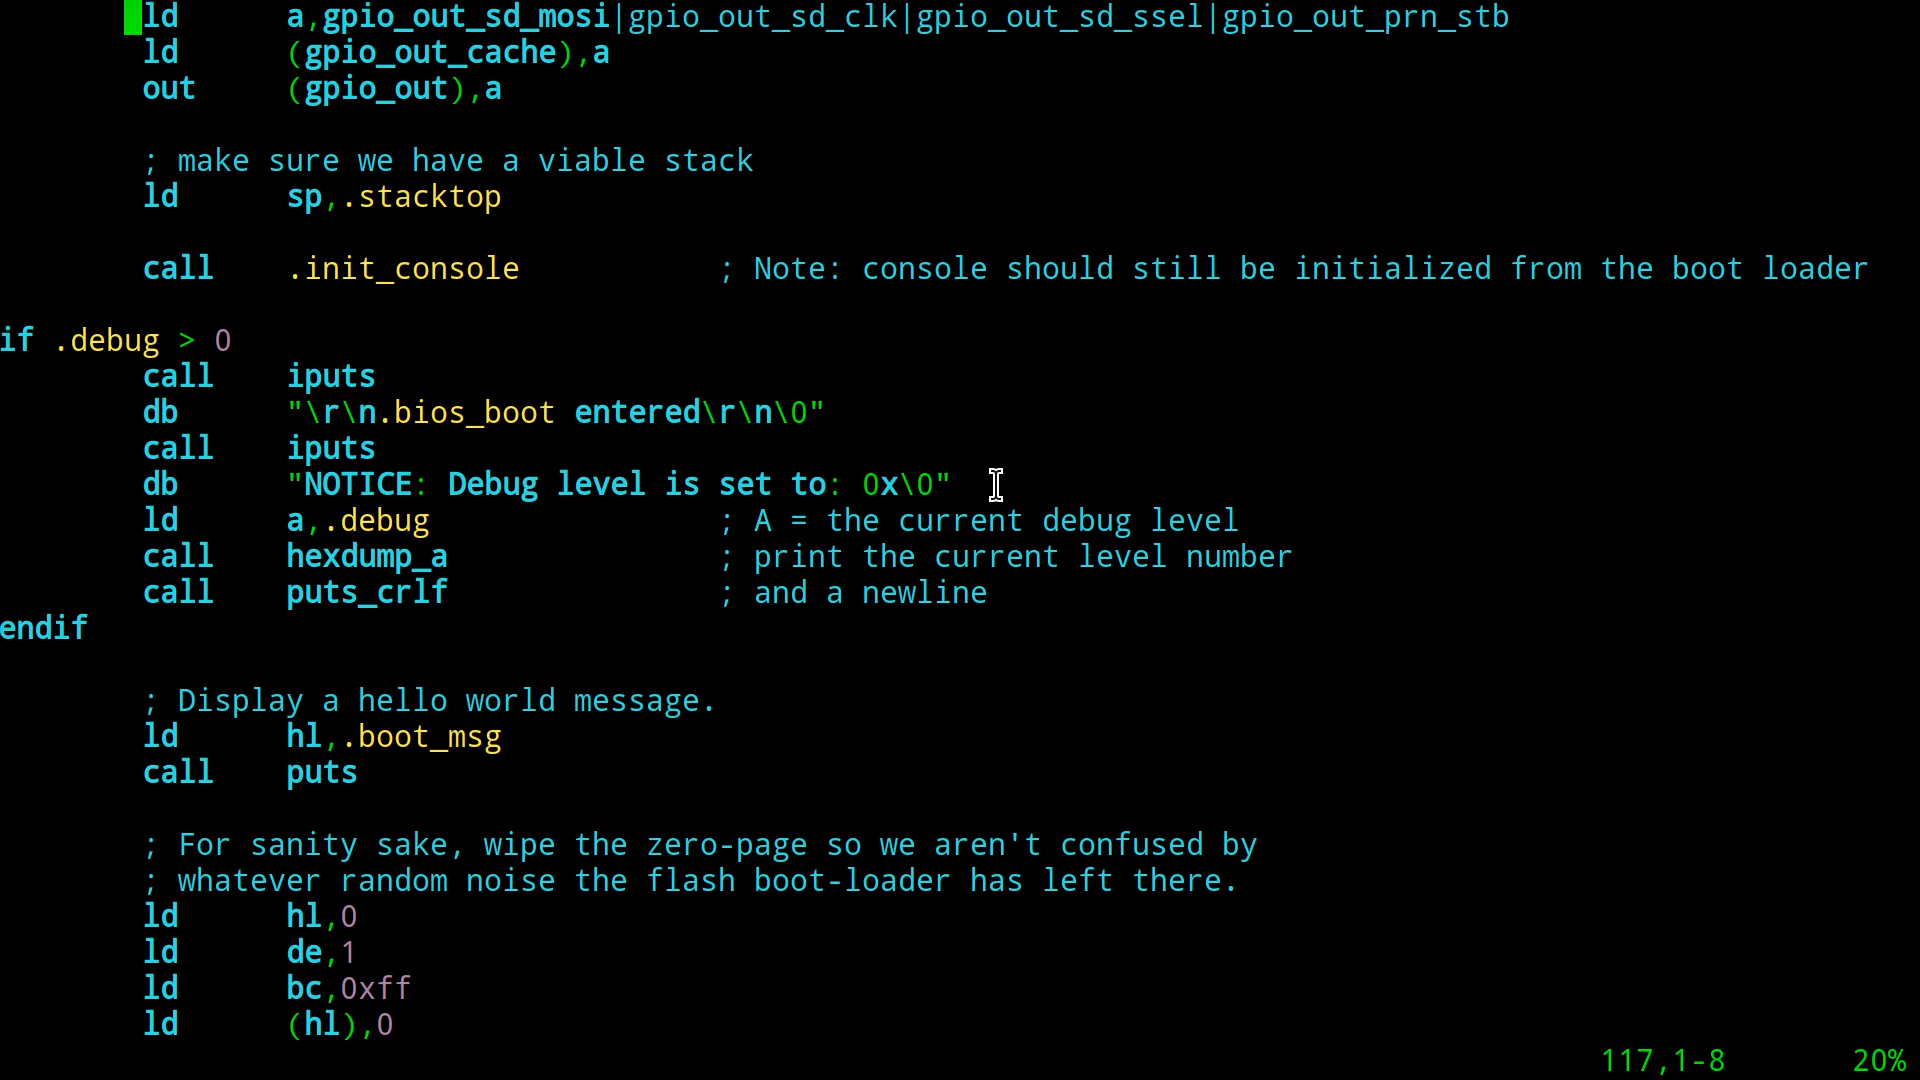 ld a,gpio_out_sd_mosi|gpio_out_sd_clk|gpio_out_sd_ssel|gpio_out_prn_stb
ld (gpio_out_cache),a
out (gpio_out),a
; make sure we have a viable stack
ld sp,.stacktop
call .init_console ; Note: console should still be initialized from the boot loader
if .debug > 0
call iputs
db "\r\n.bios_boot entered\r\n\0"
call iputs
db "NOTICE: Debug level is set to: 0x\0"
ld a,.debug ; A = the current debug level
call hexdump_a ; print the current level number
call puts_crlf ; and a newline
endif
; Display a hello world message.
ld hl,.boot_msg
call puts
; For sanity sake, wipe the zero-page so we aren't confused by
; whatever random noise the flash boot-loader has left there.
ld hl,0
ld de,1
ld bc,0xff
ld (hl),0
117,1-8 20%